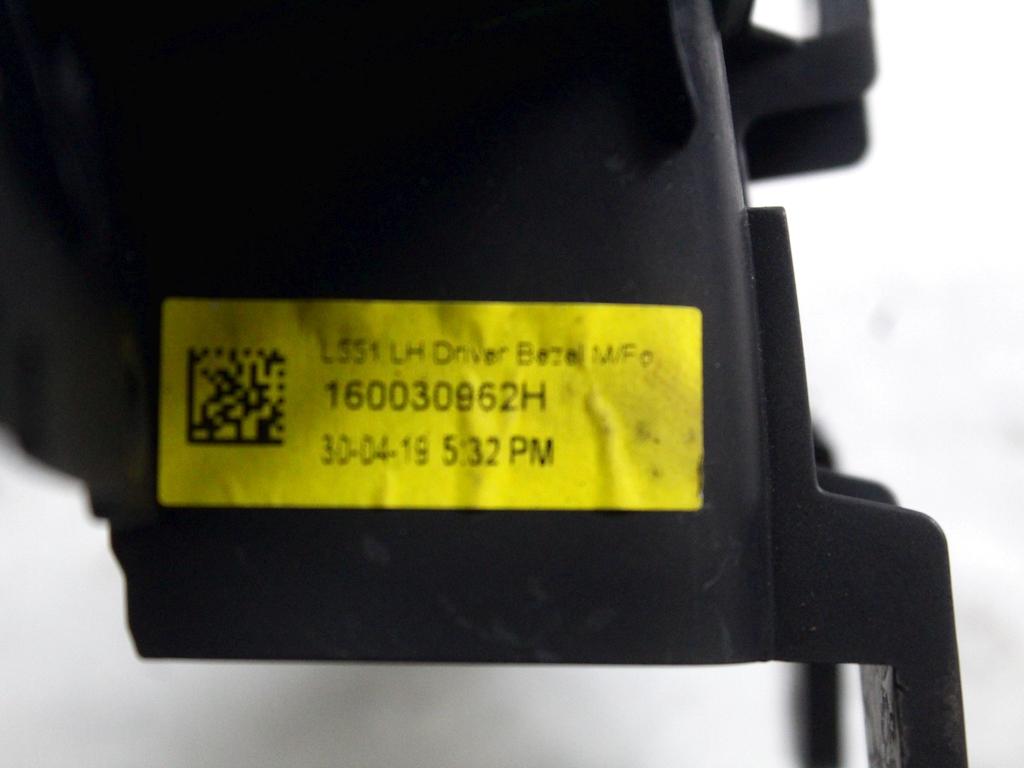 L551 LH Driver Bezel M/Fo
160030962H
30-04-19 5:32 PM